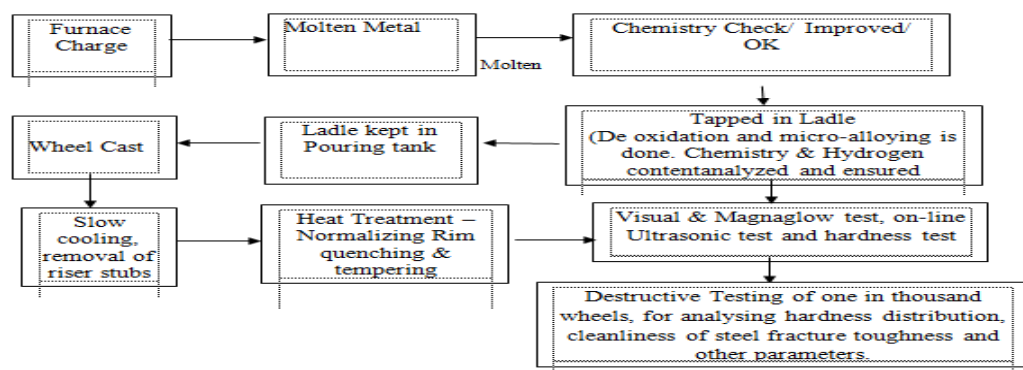 Furnace
Charge
Molten Metal
Molten
Chemistry Check/ Improved/
OK
Tapped in Ladle
(De oxidation and micro-alloying is
done. Chemistry & Hydrogen
contentanalyzed and ensured
Ladle kept in
Pouring tank
Wheel Cast
Slow
cooling,
removal of
riser stubs
Heat Treatment –
Normalizing Rim
quenching &
tempering
Visual & Magnaglow test, on-line
Ultrasonic test and hardness test
Destructive Testing of one in thousand
wheels, for analysing hardness distribution,
cleanliness of steel fracture toughness and
other parameters.